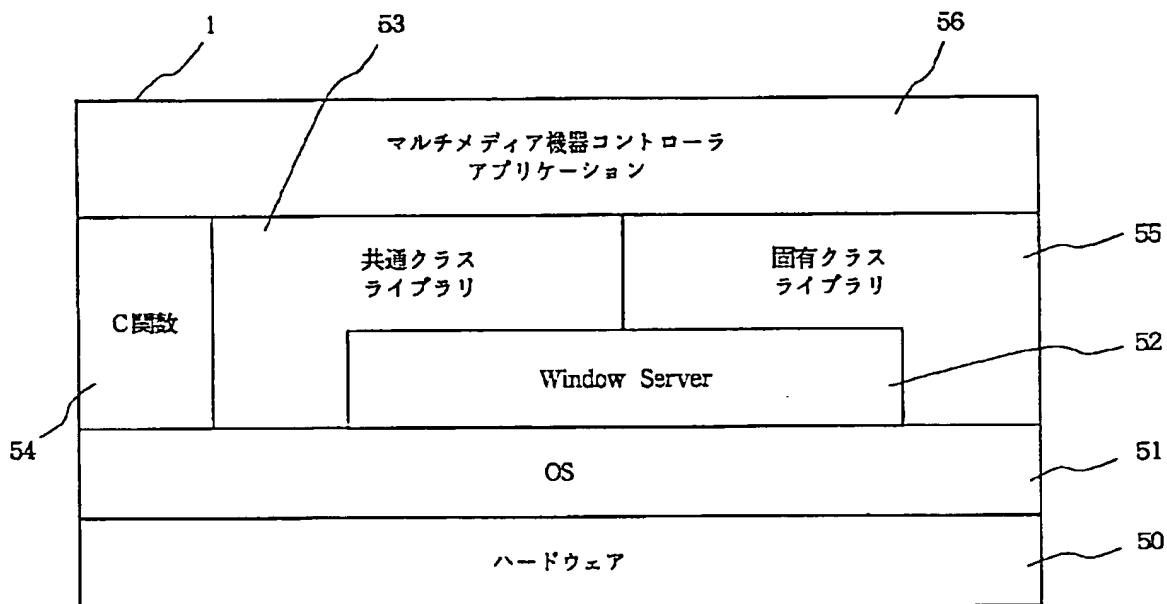 1
53
56
マルチメディア機器コントローラ
アプリケーション
共通クラス
ライブラリ
固有クラス
ライブラリ
55
C関数
Window Server
52
54
OS
51
ハードウェア
50